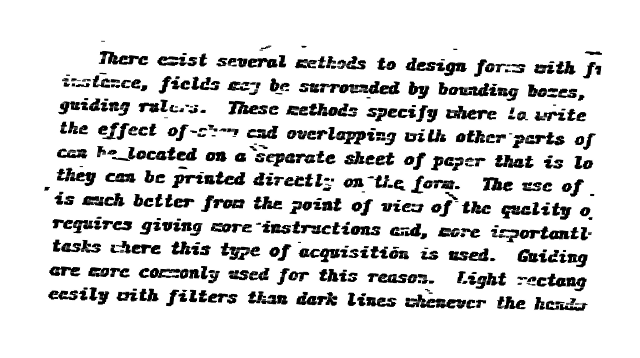 There exist several methods to design forms with fi
instance, fields may be surrounded by bounding boxes,
guiding rulers. These methods specify where to write
the effect of and overlapping with other parts of
can be located on a separate sheet of paper that is lo
they can be printed directly on the form. The use of
is much better from the point of view of the quality o
requires giving more instructions and, more importantl
tasks where this type of acquisition is used. Guiding
are more commonly used for this reason. Light rectang
easily with filters than dark lines whenever the handw